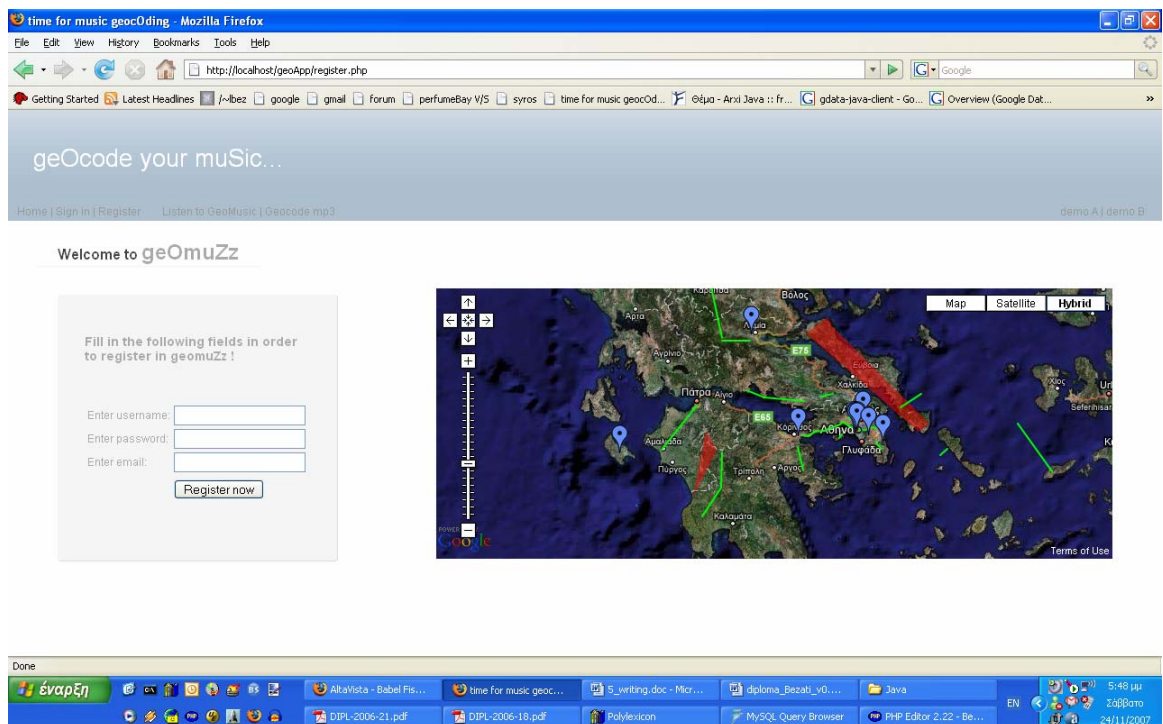 time for music geocOding - Mozilla Firefox
File Edit View History Bookmarks Tools Help
http://localhost/geoApp/register.php
Google
Getting Started Latest Headlines /~lbez google gmail forum perfumeBay V/S syros time for music geocOd... Θέμα - Arxi Java :: fr... gdata-java-client - Go... Overview (Google Dat... »
geOcode your muSic...
Home | Sign in | Register Listen to GeoMusic | Geocode mp3 demo A | demo B
Welcome to geOmuZz
Fill in the following fields in order
to register in geomuZz !
Enter username:
Enter password:
Enter email:
Register now
Map Satellite Hybrid
Βόλος
Άρτα
Λαμία
E75
Αγρίνιο
Εύβοια
Χαλκίδα
Χίος
Πάτρα Αίγιο
Seferihisar
E65
Κόρινθος Αθήνα
Αμαλιάδα
Γλυφάδα
Πύργος Τρίπολη Άργος
Καλαμάτα
POWERED BY
Google
Terms of Use
Done
έναρξη
AltaVista - Babel Fis... time for music geoc... 5_writing.doc - Micr... diploma_Bezati_v0.... Java
DIPL-2006-21.pdf DIPL-2006-18.pdf Polylexicon MySQL Query Browser PHP Editor 2.22 - Be...
EN
5:48 μμ
Σάββατο
24/11/2007